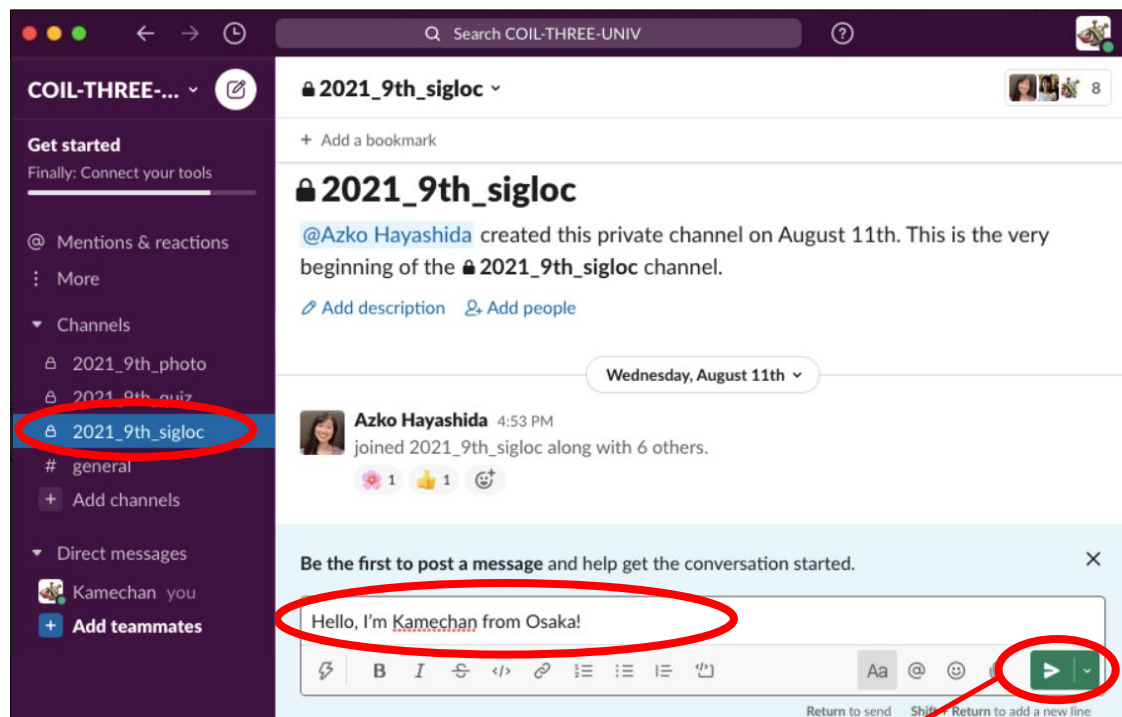 Search COIL-THREE-UNIV
COIL-THREE-...
Get started
Finally: Connect your tools
@ Mentions & reactions
More
Channels
2021_9th_photo
2021_9th_quiz
2021_9th_sigloc
# general
+ Add channels
Direct messages
Kamechan you
+ Add teammates
2021_9th_sigloc
8
+ Add a bookmark
2021_9th_sigloc
@Azko Hayashida created this private channel on August 11th. This is the very
beginning of the 2021_9th_sigloc channel.
Add description Add people
Wednesday, August 11th
Azko Hayashida 4:53 PM
joined 2021_9th_sigloc along with 6 others.
1 1
Be the first to post a message and help get the conversation started.
Hello, I'm Kamechan from Osaka!
B I S </> Aa @
Return to send Shift + Return to add a new line